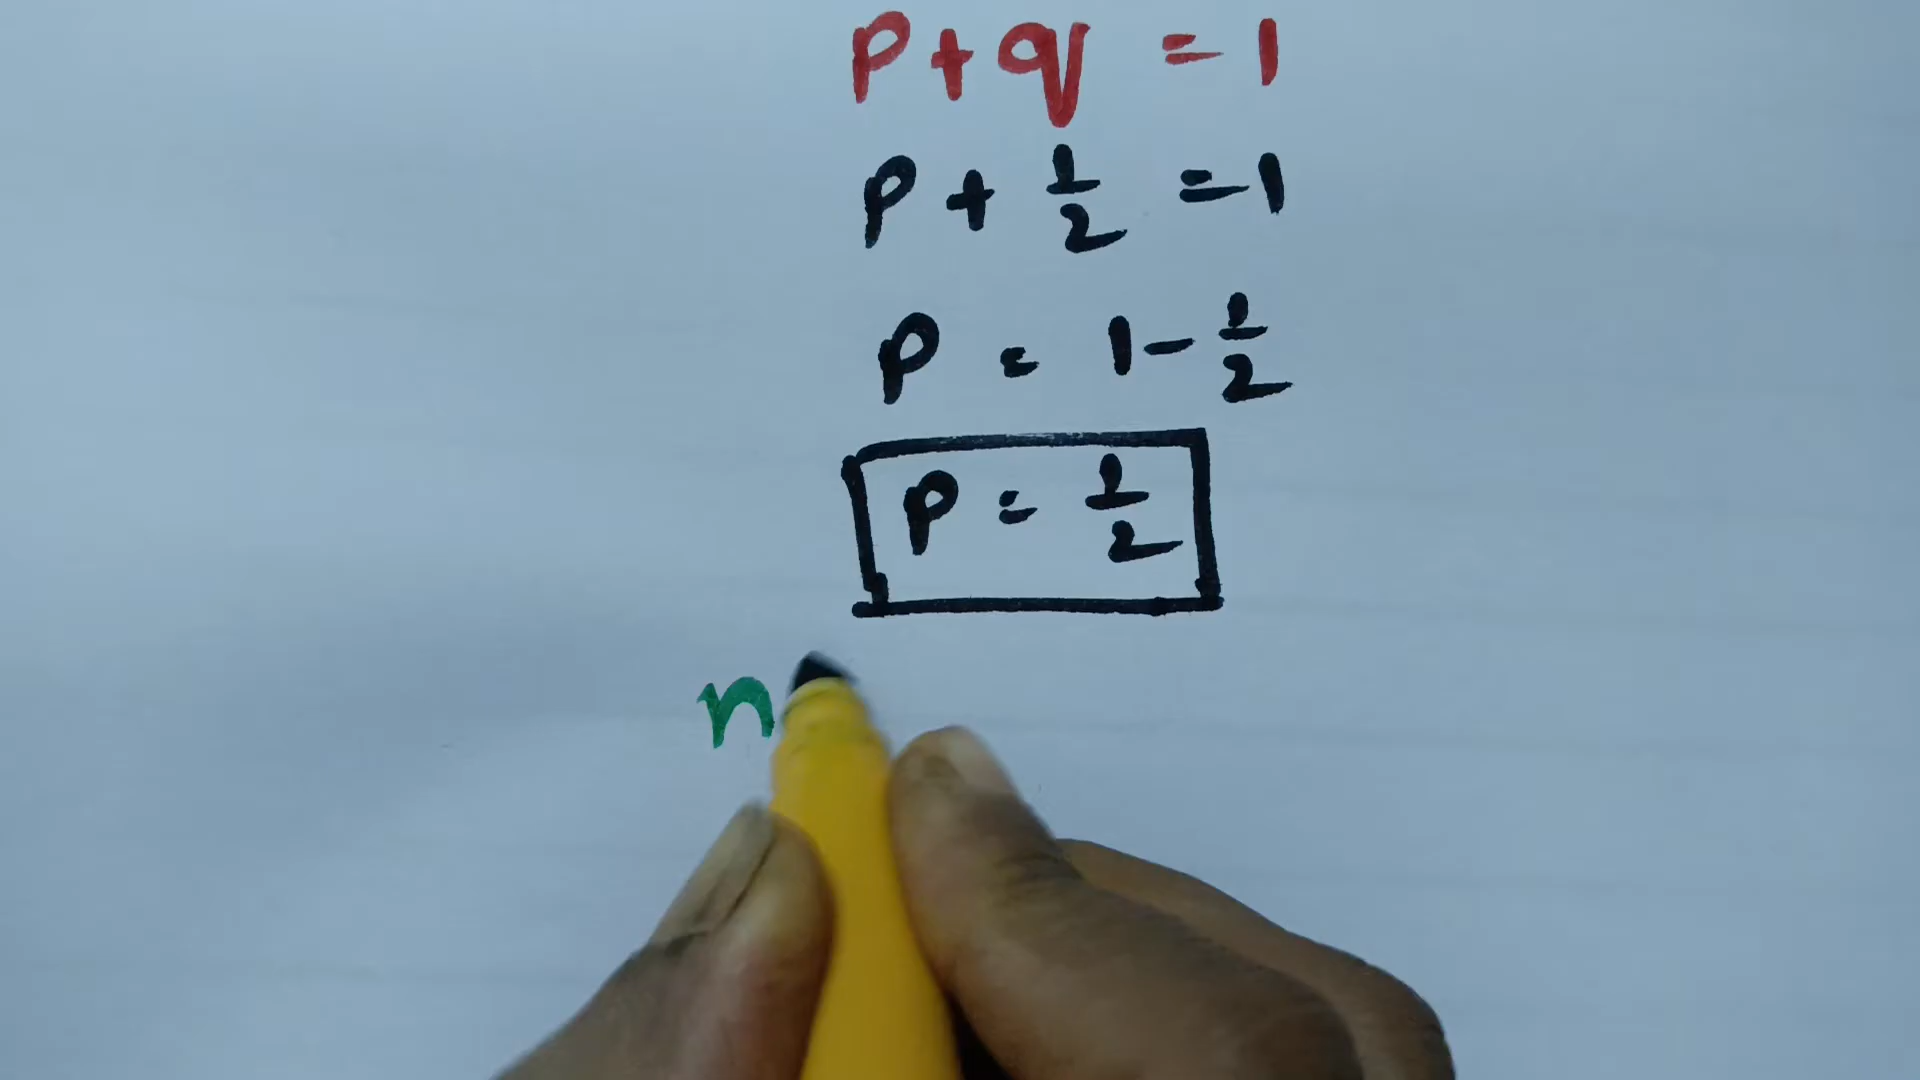 P + q = 1
P + 1/2 = 1
P = 1 - 1/2
P = 1/2
n